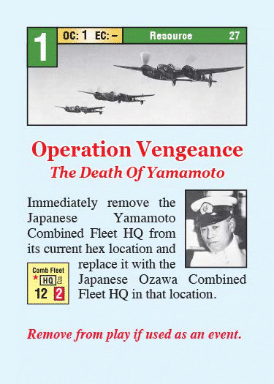 1 OC: 1 EC: – Resource 27
Operation Vengeance
The Death Of Yamamoto
Immediately remove the
Japanese Yamamoto
Combined Fleet HQ from
its current hex location and
replace it with the
Japanese Ozawa Combined
Fleet HQ in that location.
Comb Fleet
HQ
12 2
Remove from play if used as an event.